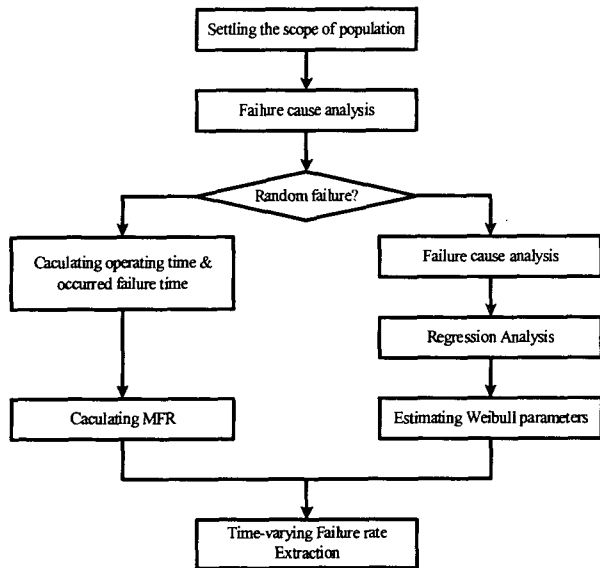 Settling the scope of population
Failure cause analysis
Random failure?
Caculating operating time &
occurred failure time
Failure cause analysis
Regression Analysis
Caculating MFR
Estimating Weibull parameters
Time-varying Failure rate
Extraction